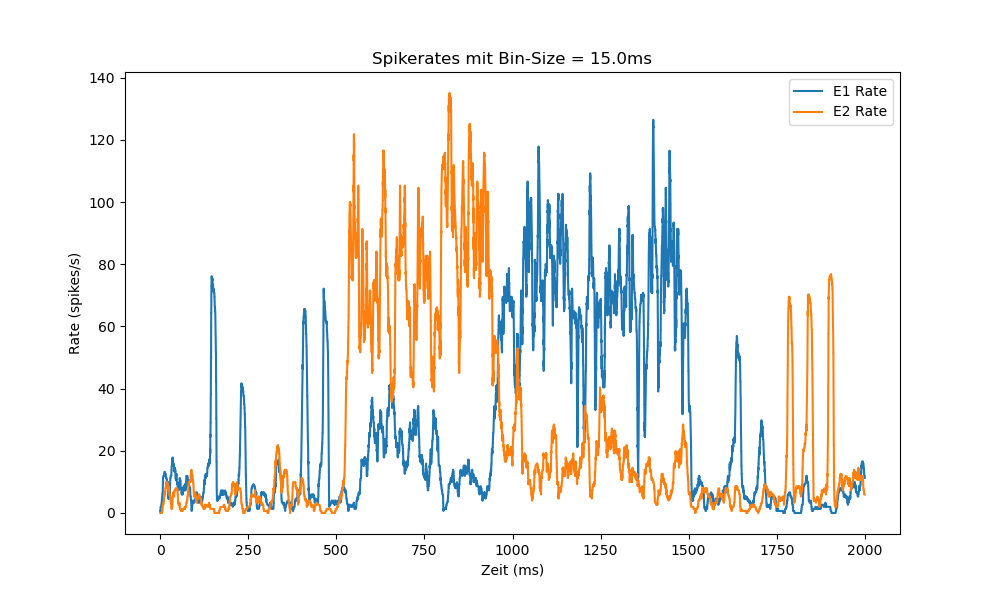 Spikerates mit Bin-Size = 15.0ms
E1 Rate
E2 Rate
Rate (spikes/s)
140
120
100
80
60
40
20
0
0 250 500 750 1000 1250 1500 1750 2000
Zeit (ms)